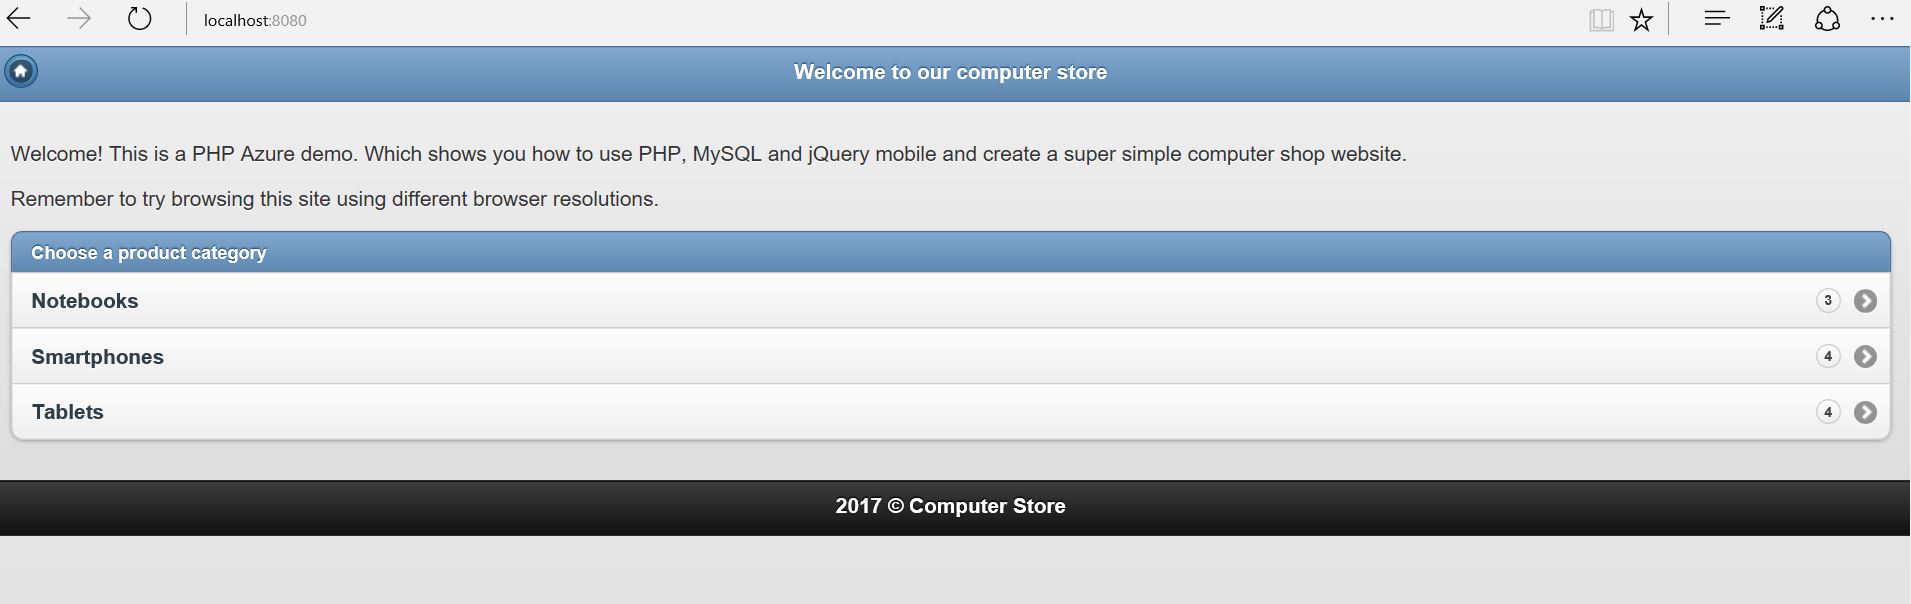 localhost:8080
Welcome to our computer store
Welcome! This is a PHP Azure demo. Which shows you how to use PHP, MySQL and jQuery mobile and create a super simple computer shop website.
Remember to try browsing this site using different browser resolutions.
Choose a product category
Notebooks 3
Smartphones 4
Tablets 4
2017 © Computer Store